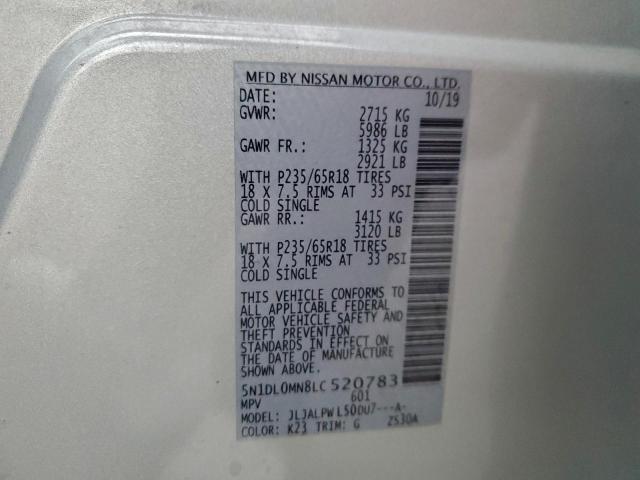 MFD BY NISSAN MOTOR CO., LTD.
DATE: 10/19
GVWR: 2715 KG
5986 LB
GAWR FR.: 1325 KG
2921 LB
WITH P235/65R18 TIRES
18 X 7.5 RIMS AT 33 PSI
COLD SINGLE
GAWR RR.: 1415 KG
3120 LB
WITH P235/65R18 TIRES
18 X 7.5 RIMS AT 33 PSI
COLD SINGLE
THIS VEHICLE CONFORMS TO
ALL APPLICABLE FEDERAL
MOTOR VEHICLE SAFETY AND
THEFT PREVENTION
STANDARDS IN EFFECT ON
THE DATE OF MANUFACTURE
SHOWN ABOVE.
5N1DL0MN8LC 520783
MPV 601
MODEL: JLJALPWL50DU7---A-
COLOR: K23 TRIM: G ZS30A